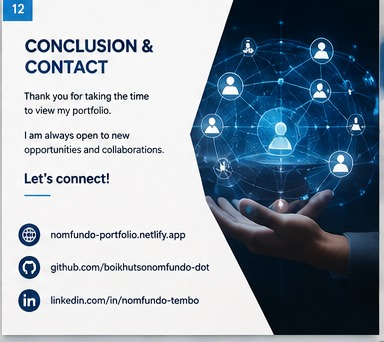 12
CONCLUSION &
CONTACT
Thank you for taking the time
to view my portfolio.
I am always open to new
opportunities and collaborations.
Let's connect!
nomfundo-portfolio.netlify.app
github.com/boikhutsonomfundo-dot
in
linkedin.com/in/nomfundo-tembo